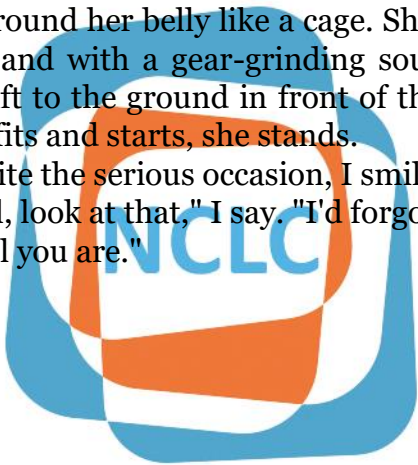 round her belly like a cage. Sh
and with a gear-grinding sou
ft to the ground in front of th
fits and starts, she stands.
ite the serious occasion, I smil
l, look at that," I say. "I'd forgo
l you are."
NCLC